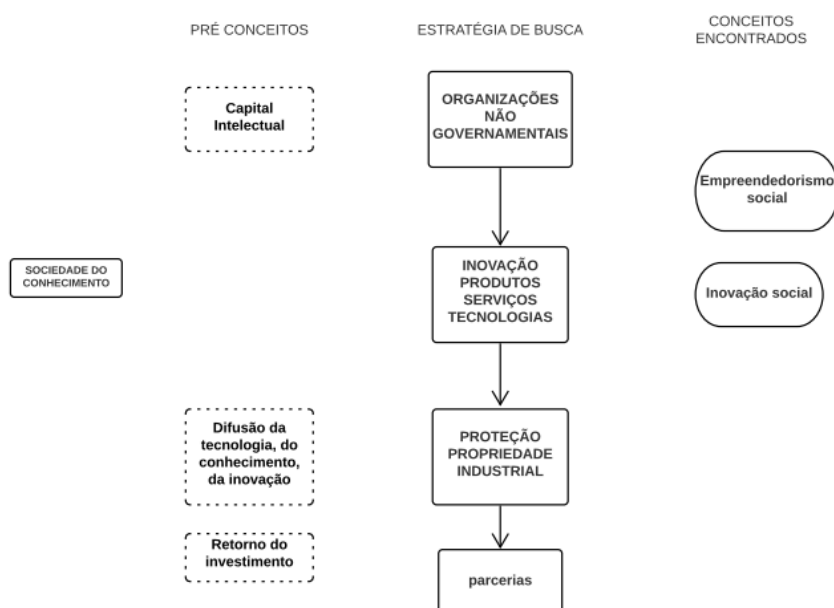 PRÉ CONCEITOS
ESTRATÉGIA DE BUSCA
CONCEITOS
ENCONTRADOS
Capital
Intelectual
ORGANIZAÇÕES
NÃO
GOVERNAMENTAIS
Empreendedorismo
social
SOCIEDADE DO
CONHECIMENTO
INOVAÇÃO
PRODUTOS
SERVIÇOS
TECNOLOGIAS
Inovação social
Difusão da
tecnologia, do
conhecimento,
da inovação
PROTEÇÃO
PROPRIEDADE
INDUSTRIAL
Retorno do
investimento
parcerias